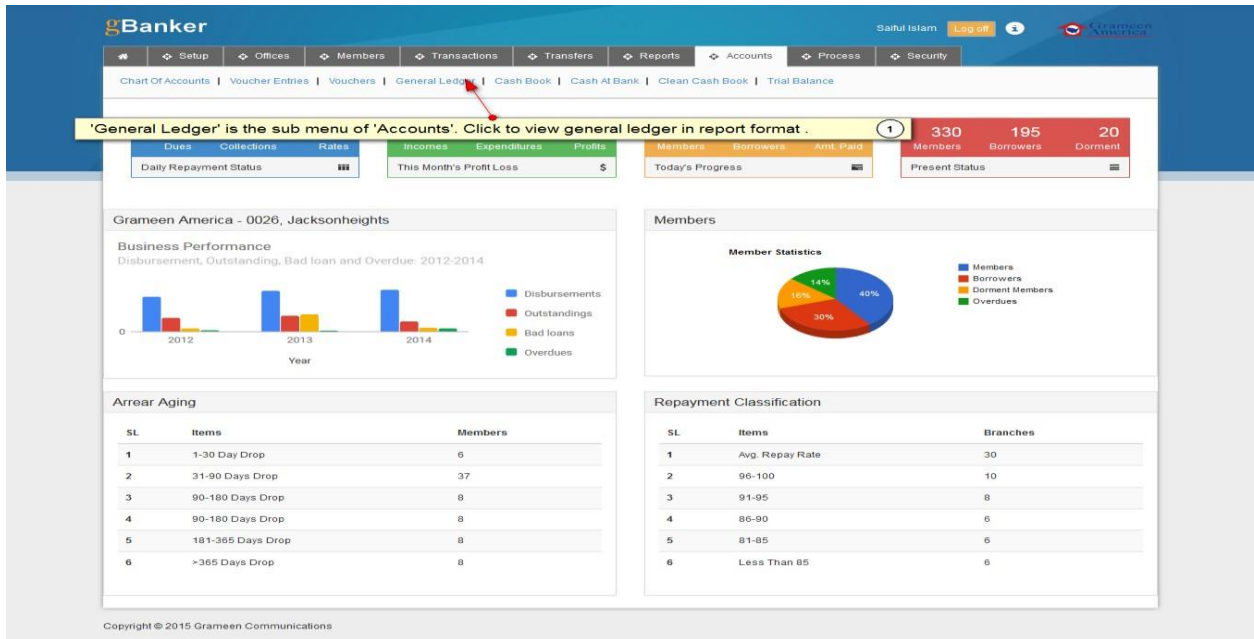 gBanker
Saiful Islam Log off i Grameen America
Setup Offices Members Transactions Transfers Reports Accounts Process Security
Chart Of Accounts | Voucher Entries | Vouchers | General Ledger | Cash Book | Cash At Bank | Clean Cash Book | Trial Balance
'General Ledger' is the sub menu of 'Accounts'. Click to view general ledger in report format . 1
330 195 20
Dues Collections Rates Incomes Expenditures Profits Members Borrowers Amt. Paid Members Borrowers Dorment
Daily Repayment Status This Month's Profit Loss $ Today's Progress Present Status
Grameen America - 0026, Jacksonheights
Business Performance
Disbursement, Outstanding, Bad loan and Overdue: 2012-2014
Disbursements
Outstandings
Bad loans
Overdues
0
2012 2013 2014
Year
Members
Member Statistics
14%
16%
40%
30%
Members
Borrowers
Dorment Members
Overdues
Arrear Aging
SL Items Members
1 1-30 Day Drop 6
2 31-90 Days Drop 37
3 90-180 Days Drop 8
4 90-180 Days Drop 8
5 181-365 Days Drop 8
6 >365 Days Drop 8
Repayment Classification
SL Items Branches
1 Avg. Repay Rate 30
2 96-100 10
3 91-95 8
4 86-90 6
5 81-85 6
6 Less Than 85 6
Copyright © 2015 Grameen Communications